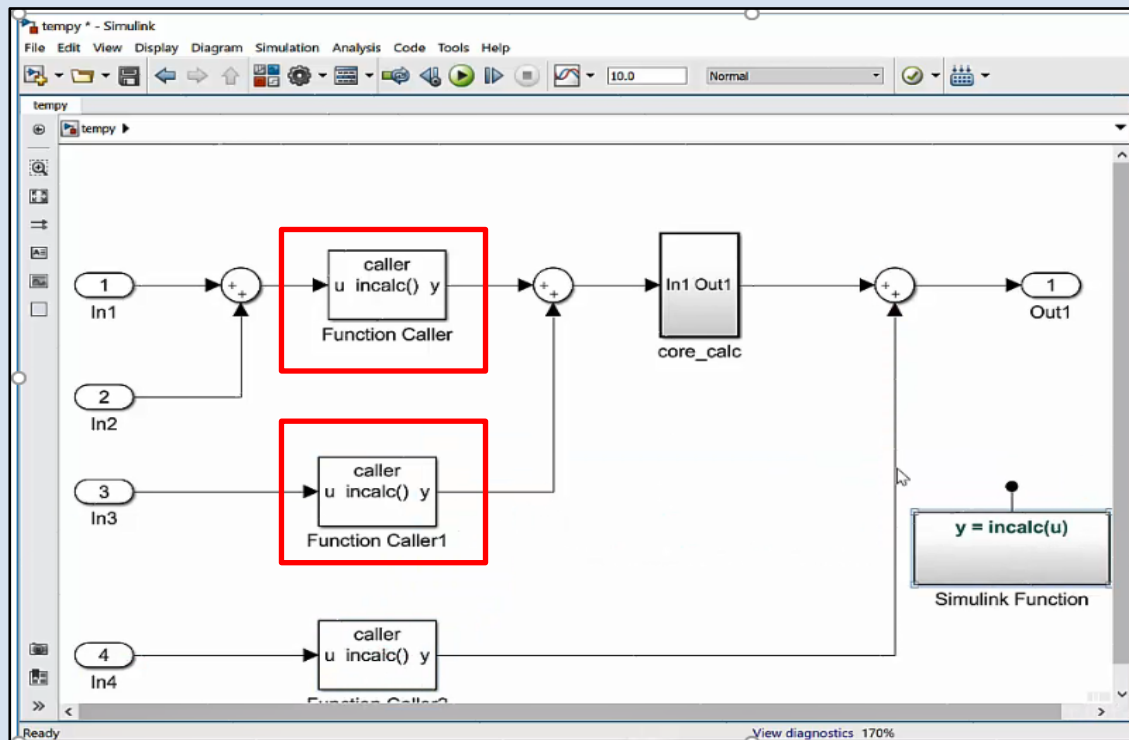 tempy * - Simulink
File Edit View Display Diagram Simulation Analysis Code Tools Help
10.0 Normal
tempy
tempy
1
In1
+
+
caller
u incalc() y
Function Caller
+
+
In1 Out1
core_calc
+
+
1
Out1
2
In2
3
In3
caller
u incalc() y
Function Caller1
y = incalc(u)
Simulink Function
4
In4
caller
u incalc() y
Function Caller2
Ready View diagnostics 170%